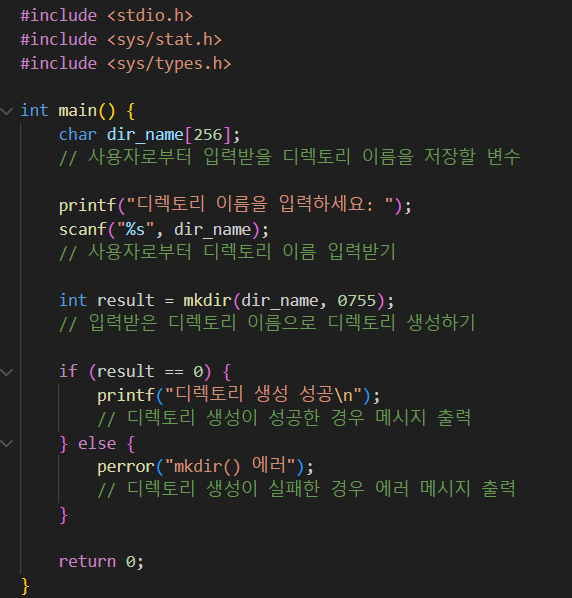 #include <stdio.h>
#include <sys/stat.h>
#include <sys/types.h>
int main() {
char dir_name[256];
// 사용자로부터 입력받을 디렉토리 이름을 저장할 변수
printf("디렉토리 이름을 입력하세요: ");
scanf("%s", dir_name);
// 사용자로부터 디렉토리 이름 입력받기
int result = mkdir(dir_name, 0755);
// 입력받은 디렉토리 이름으로 디렉토리 생성하기
if (result == 0) {
printf("디렉토리 생성 성공\n");
// 디렉토리 생성이 성공한 경우 메시지 출력
} else {
perror("mkdir() 에러");
// 디렉토리 생성이 실패한 경우 에러 메시지 출력
}
return 0;
}